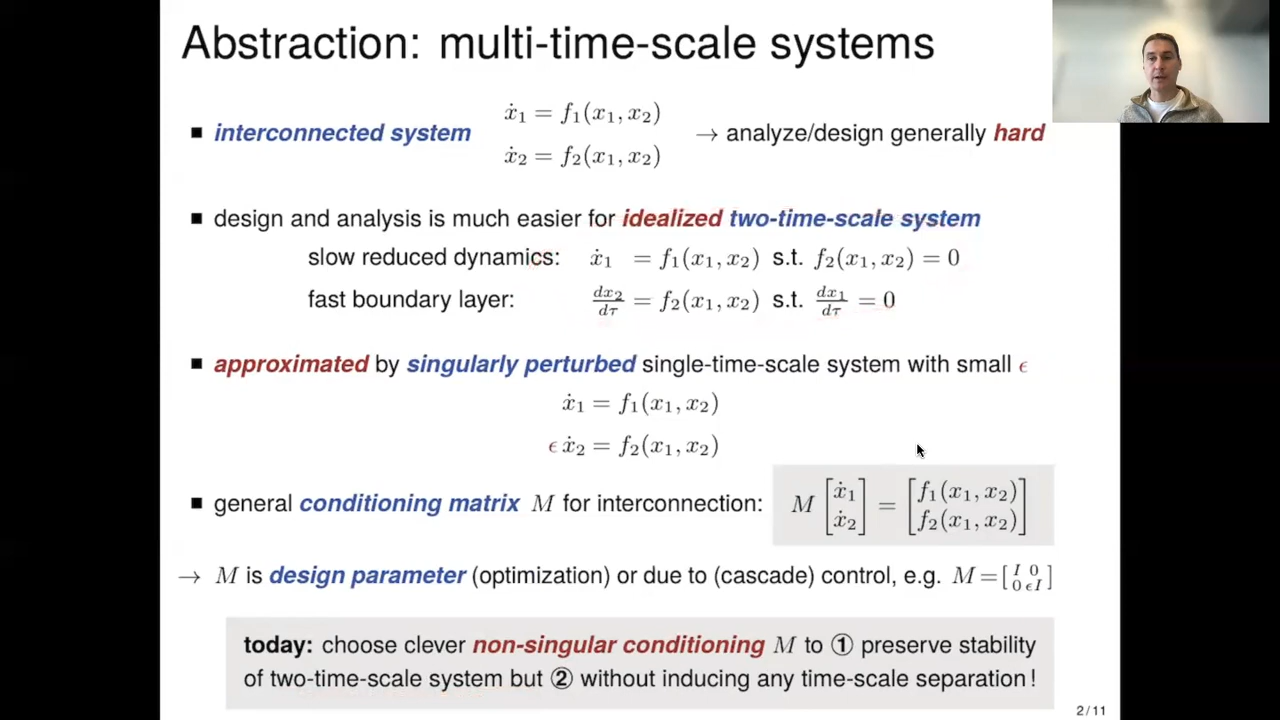 Abstraction: multi-time-scale systems
■ interconnected system ẋ₁ = f₁(x₁, x₂) → analyze/design generally hard
ẋ₂ = f₂(x₁, x₂)
■ design and analysis is much easier for idealized two-time-scale system
slow reduced dynamics: ẋ₁ = f₁(x₁, x₂) s.t. f₂(x₁, x₂) = 0
fast boundary layer: dx₂/dτ = f₂(x₁, x₂) s.t. dx₁/dτ = 0
■ approximated by singularly perturbed single-time-scale system with small ϵ
ẋ₁ = f₁(x₁, x₂)
ϵ ẋ₂ = f₂(x₁, x₂)
■ general conditioning matrix M for interconnection: M [ẋ₁ ẋ₂] = [f₁(x₁, x₂) f₂(x₁, x₂)]
→ M is design parameter (optimization) or due to (cascade) control, e.g. M = [I 0 0 ϵI]
today: choose clever non-singular conditioning M to ① preserve stability
of two-time-scale system but ② without inducing any time-scale separation!
2 / 11